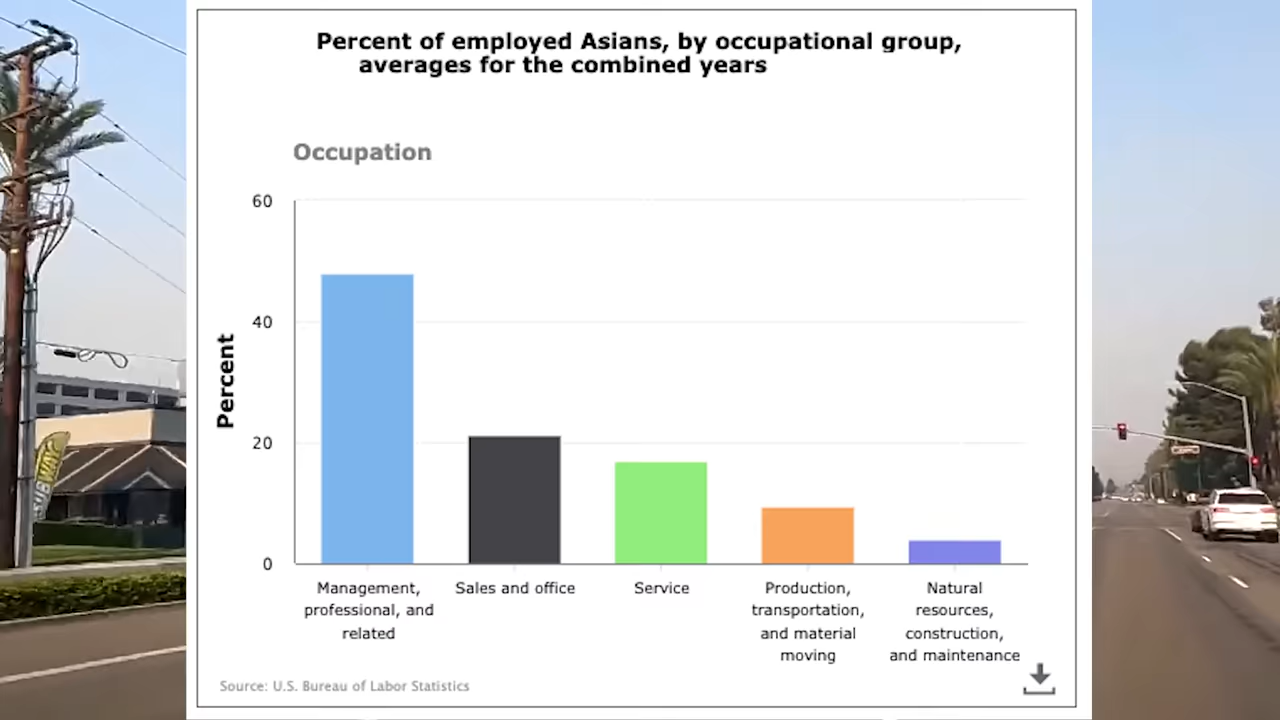 Percent of employed Asians, by occupational group,
averages for the combined years
Occupation
60
40
20
0
Percent
Management,
professional, and
related
Sales and office
Service
Production,
transportation,
and material
moving
Natural
resources,
construction,
and maintenance
Source: U.S. Bureau of Labor Statistics
SUBWAY